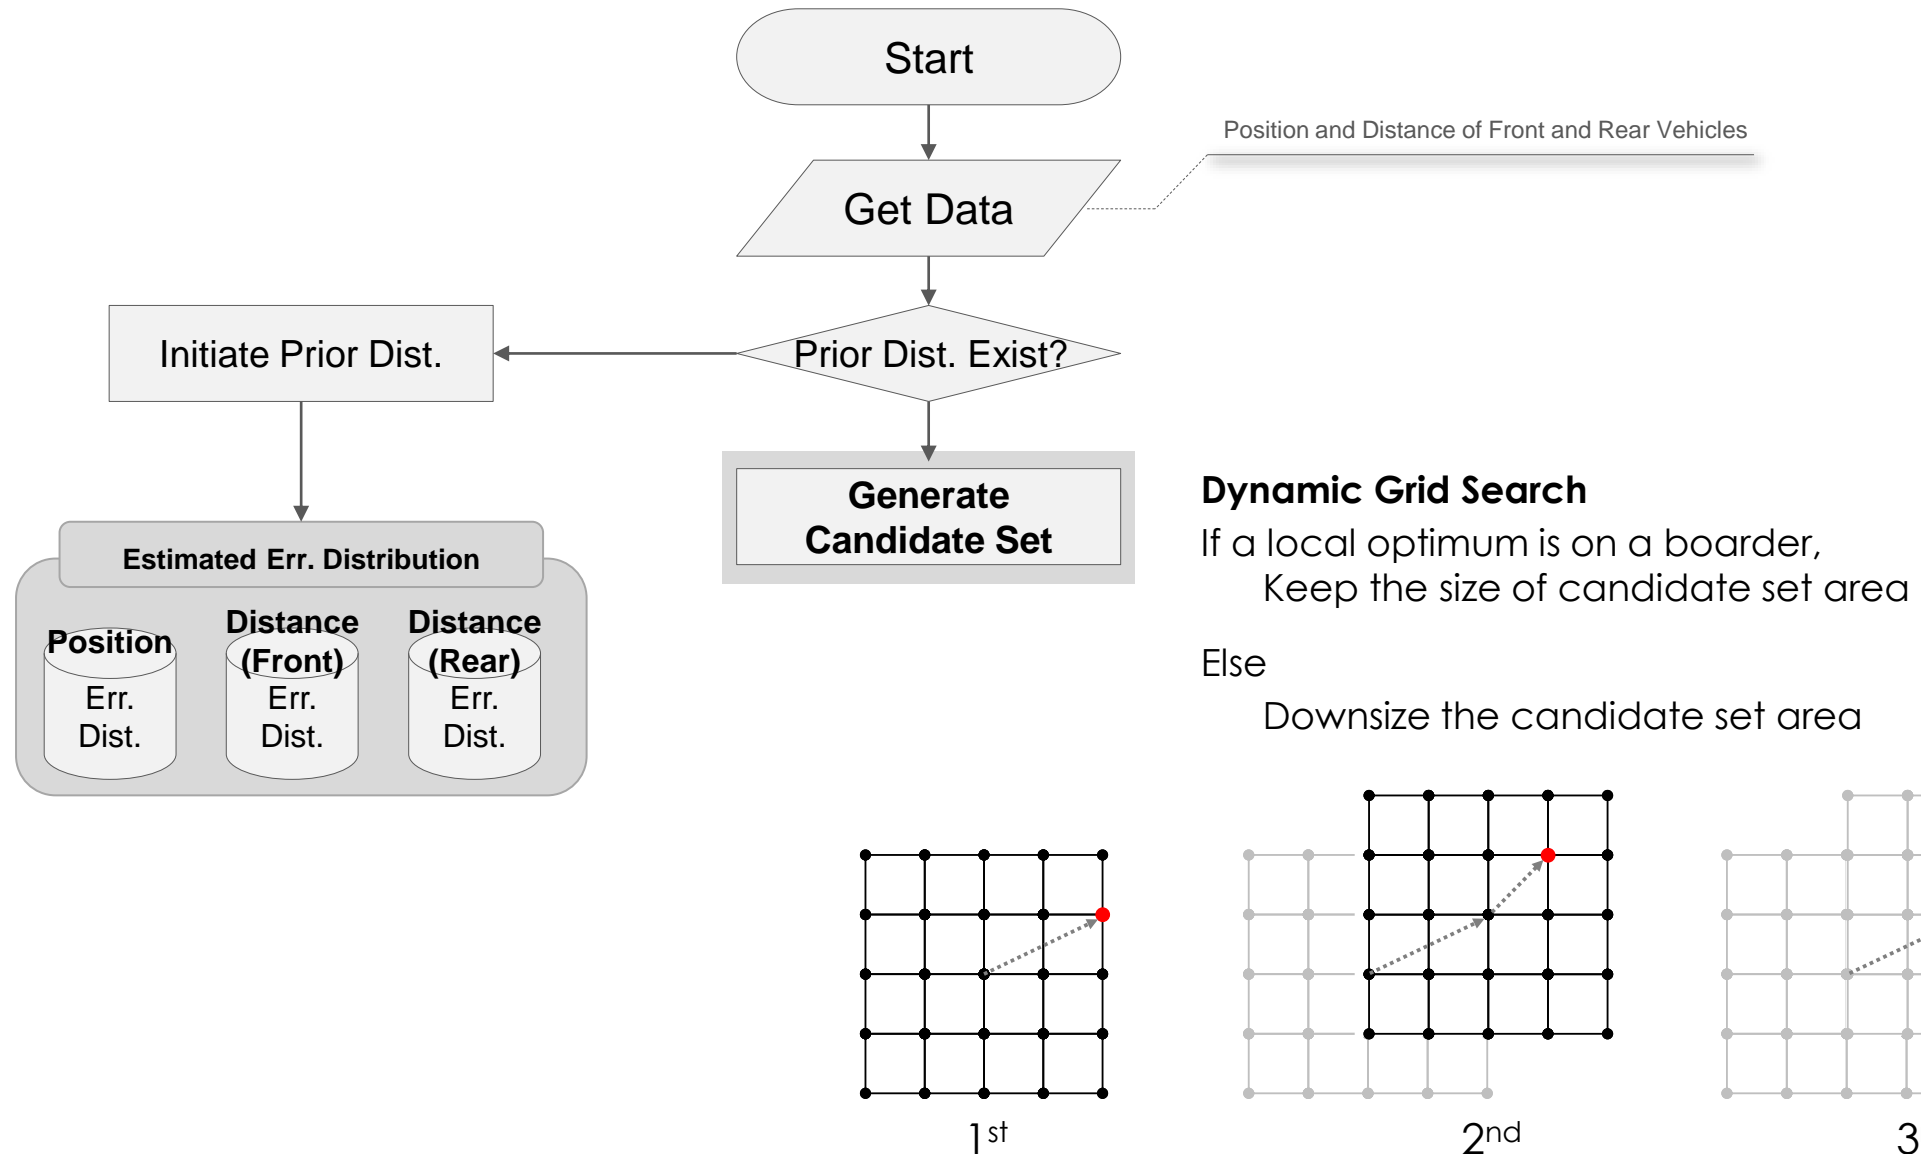 Start
Position and Distance of Front and Rear Vehicles
Get Data
Initiate Prior Dist.
Prior Dist. Exist?
Generate
Candidate Set
Dynamic Grid Search
If a local optimum is on a boarder,
Keep the size of candidate set area
Else
Downsize the candidate set area
Estimated Err. Distribution
Position
Err.
Dist.
Distance
(Front)
Err.
Dist.
Distance
(Rear)
Err.
Dist.
1st
2nd
3